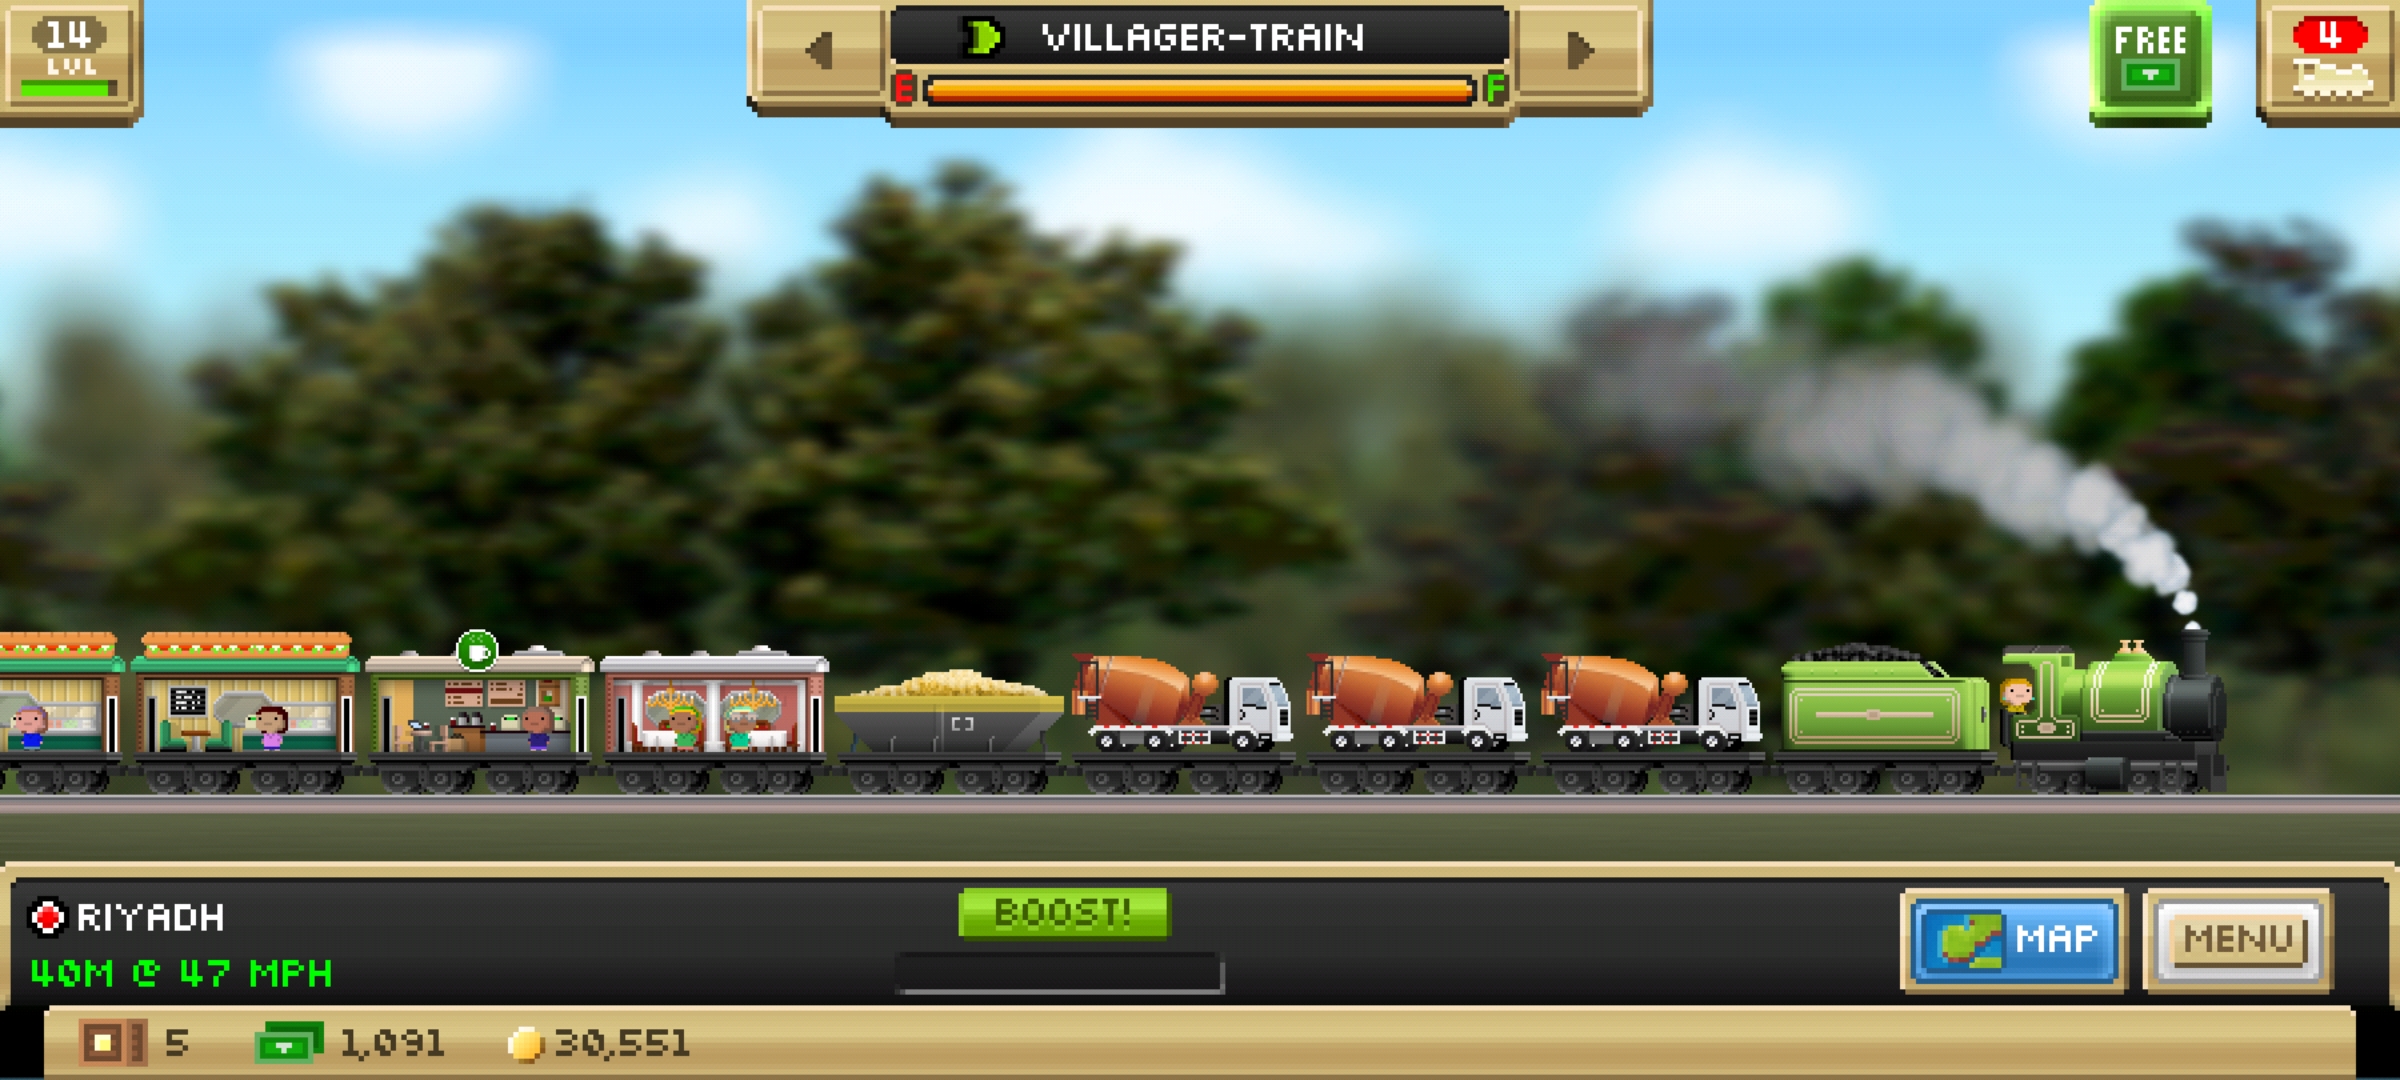 14
LVL
VILLAGER-TRAIN
E F
FREE
4
RIYADH
40M @ 47 MPH
BOOST!
MAP
MENU
5 1,091 30,551